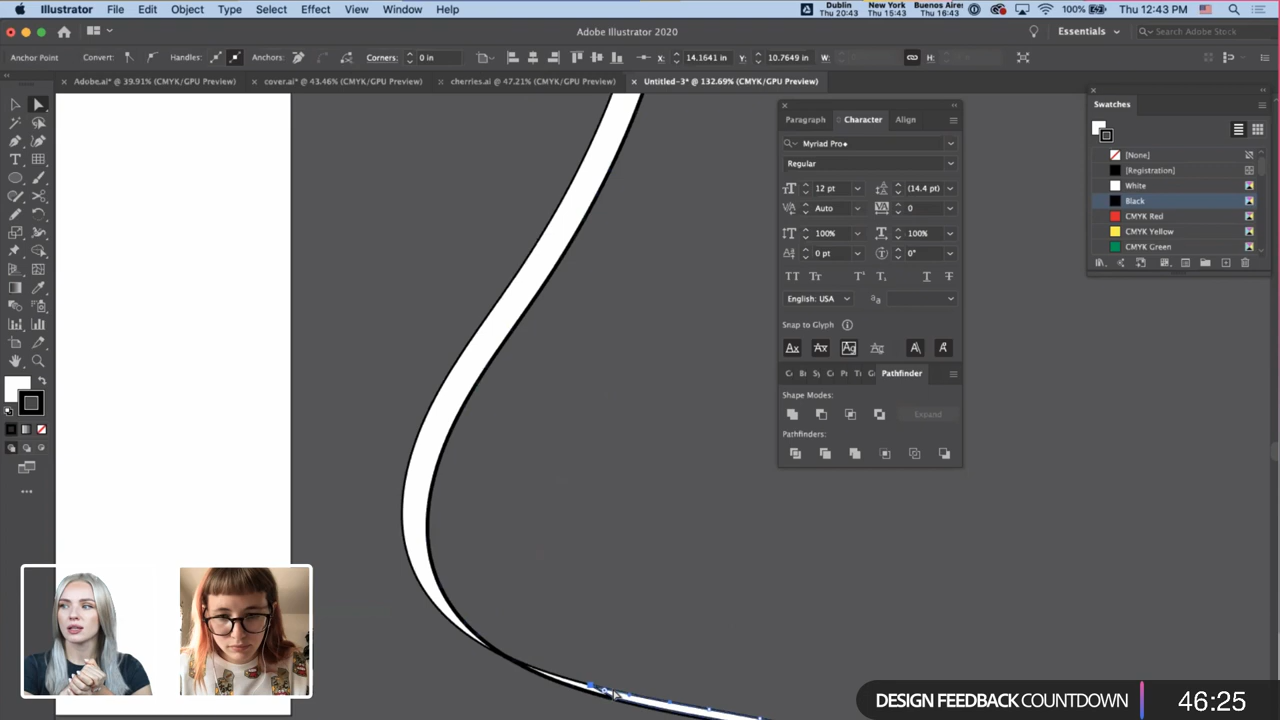 Illustrator File Edit Object Type Select Effect View Window Help
Dublin
Thu 20:43
New York
Thu 15:43
Buenos Aires
Thu 16:43
100%
Thu 12:43 PM
Adobe Illustrator 2020
Essentials
Search Adobe Stock
Anchor Point Convert: Handles: Anchors: Corners: 0 in X: 14.1641 in Y: 10.7649 in W: H:
Adobe.ai* @ 39.91% (CMYK/GPU Preview)
cover.ai* @ 43.46% (CMYK/GPU Preview)
cherries.ai @ 47.21% (CMYK/GPU Preview)
Untitled-3* @ 132.69% (CMYK/GPU Preview)
Paragraph Character Align
Myriad Pro
Regular
12 pt (14.4 pt)
Auto 0
100% 100%
0 pt 0°
English: USA
Snap to Glyph
Pathfinder
Shape Modes:
Expand
Pathfinders:
Swatches
[None]
[Registration]
White
Black
CMYK Red
CMYK Yellow
CMYK Green
DESIGN FEEDBACK COUNTDOWN 46:25